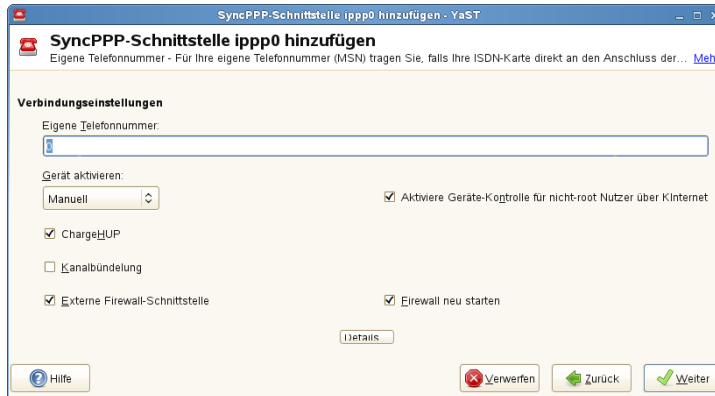 SyncPPP-Schnittstelle ippp0 hinzufügen - YaST
SyncPPP-Schnittstelle ippp0 hinzufügen
Eigene Telefonnummer - Für Ihre eigene Telefonnummer (MSN) tragen Sie, falls Ihre ISDN-Karte direkt an den Anschluss der... Meh
Verbindungseinstellungen
Eigene Telefonnummer:
0
Gerät aktivieren:
Manuell
Aktiviere Geräte-Kontrolle für nicht-root Nutzer über KInternet
ChargeHUP
Kanalbündelung
Externe Firewall-Schnittstelle
Firewall neu starten
Details...
Hilfe
Verwerfen
Zurück
Weiter